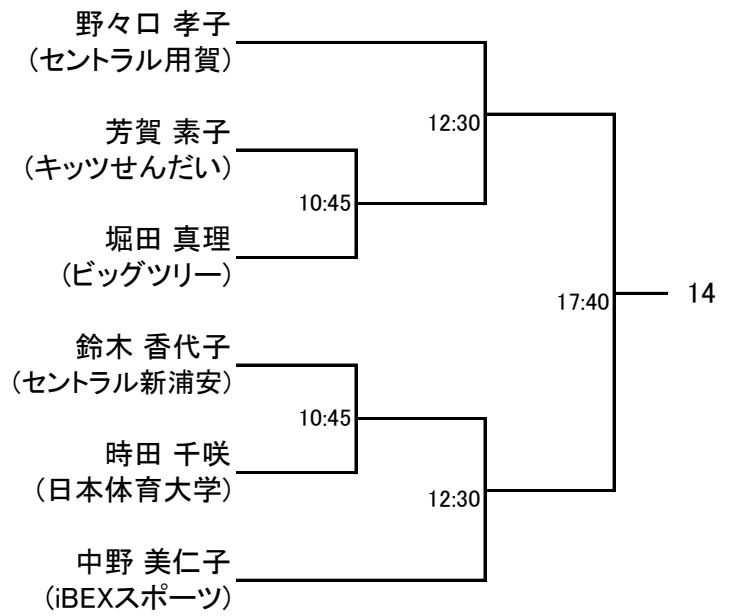 野々口 孝子
(セントラル用賀)
12:30
芳賀 素子
(キッツせんだい)
10:45
堀田 真理
(ビッグツリー)
17:40
14
鈴木 香代子
(セントラル新浦安)
10:45
時田 千咲
(日本体育大学)
12:30
中野 美仁子
(iBEXスポーツ)